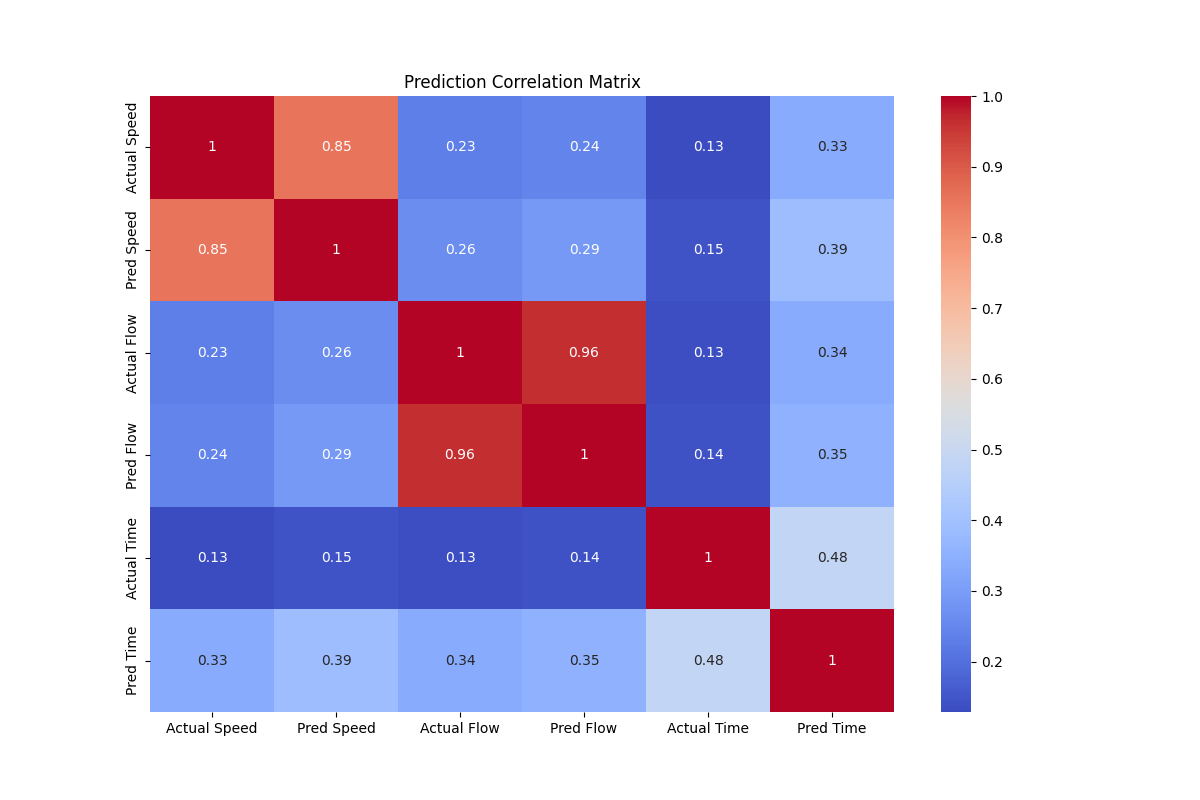 Prediction Correlation Matrix
Actual Speed 1 0.85 0.23 0.24 0.13 0.33
Pred Speed 0.85 1 0.26 0.29 0.15 0.39
Actual Flow 0.23 0.26 1 0.96 0.13 0.34
Pred Flow 0.24 0.29 0.96 1 0.14 0.35
Actual Time 0.13 0.15 0.13 0.14 1 0.48
Pred Time 0.33 0.39 0.34 0.35 0.48 1
Actual Speed Pred Speed Actual Flow Pred Flow Actual Time Pred Time
1.0
0.9
0.8
0.7
0.6
0.5
0.4
0.3
0.2